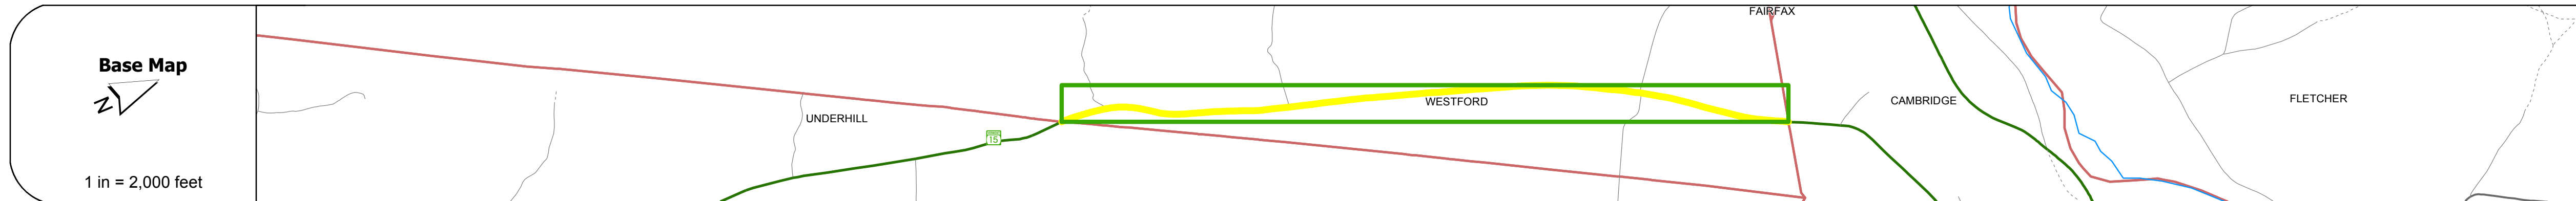 Base Map
N
1 in = 2,000 feet
UNDERHILL
15
WESTFORD
FAIRFAX
CAMBRIDGE
FLETCHER